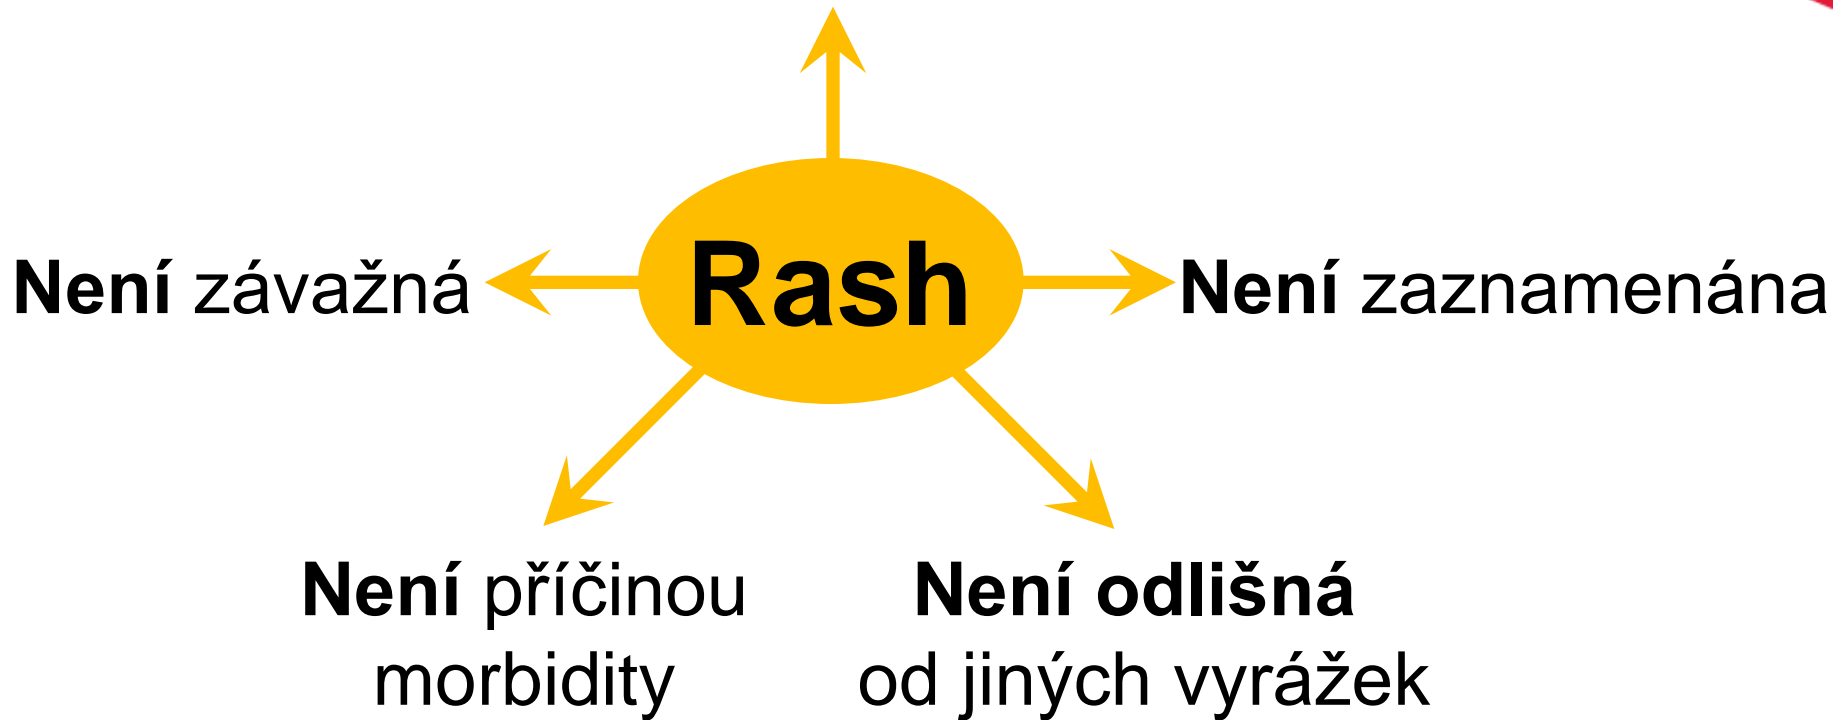 Rash
Není závažná
Není zaznamenána
Není příčinou
morbidity
Není odlišná
od jiných vyrážek